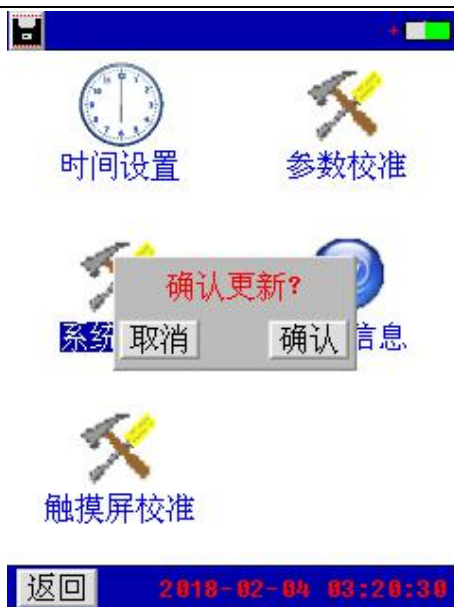 时间设置
参数校准
确认更新?
系统
取消
确认
信息
触摸屏校准
返回
2018-02-04 03:20:30